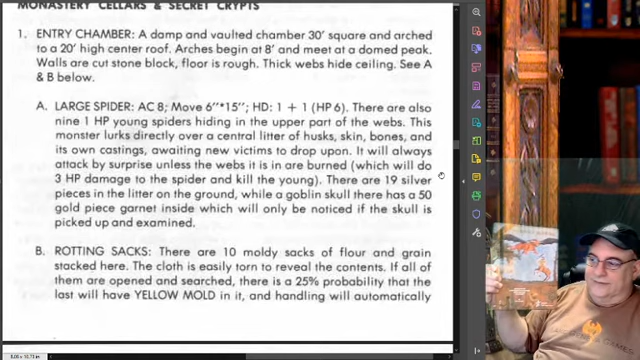 MONASTERY CELLARS & SECRET CRYPTS
1. ENTRY CHAMBER: A damp and vaulted chamber 30' square and arched
to a 20' high center roof. Arches begin at 8' and meet at a domed peak.
Walls are cut stone block, floor is rough. Thick webs hide ceiling. See A
& B below.
A. LARGE SPIDER: AC 8; Move 6"*15"; HD: 1 + 1 (HP 6). There are also
nine 1 HP young spiders hiding in the upper part of the webs. This
monster lurks directly over a central litter of husks, skin, bones, and
its own castings, awaiting new victims to drop upon. It will always
attack by surprise unless the webs it is in are burned (which will do
3 HP damage to the spider and kill the young). There are 19 silver
pieces in the litter on the ground, while a goblin skull there has a 50
gold piece garnet inside which will only be noticed if the skull is
picked up and examined.
B. ROTTING SACKS: There are 10 moldy sacks of flour and grain
stacked here. The cloth is easily torn to reveal the contents. If all of
them are opened and searched, there is a 25% probability that the
last will have YELLOW MOLD in it, and handling will automatically